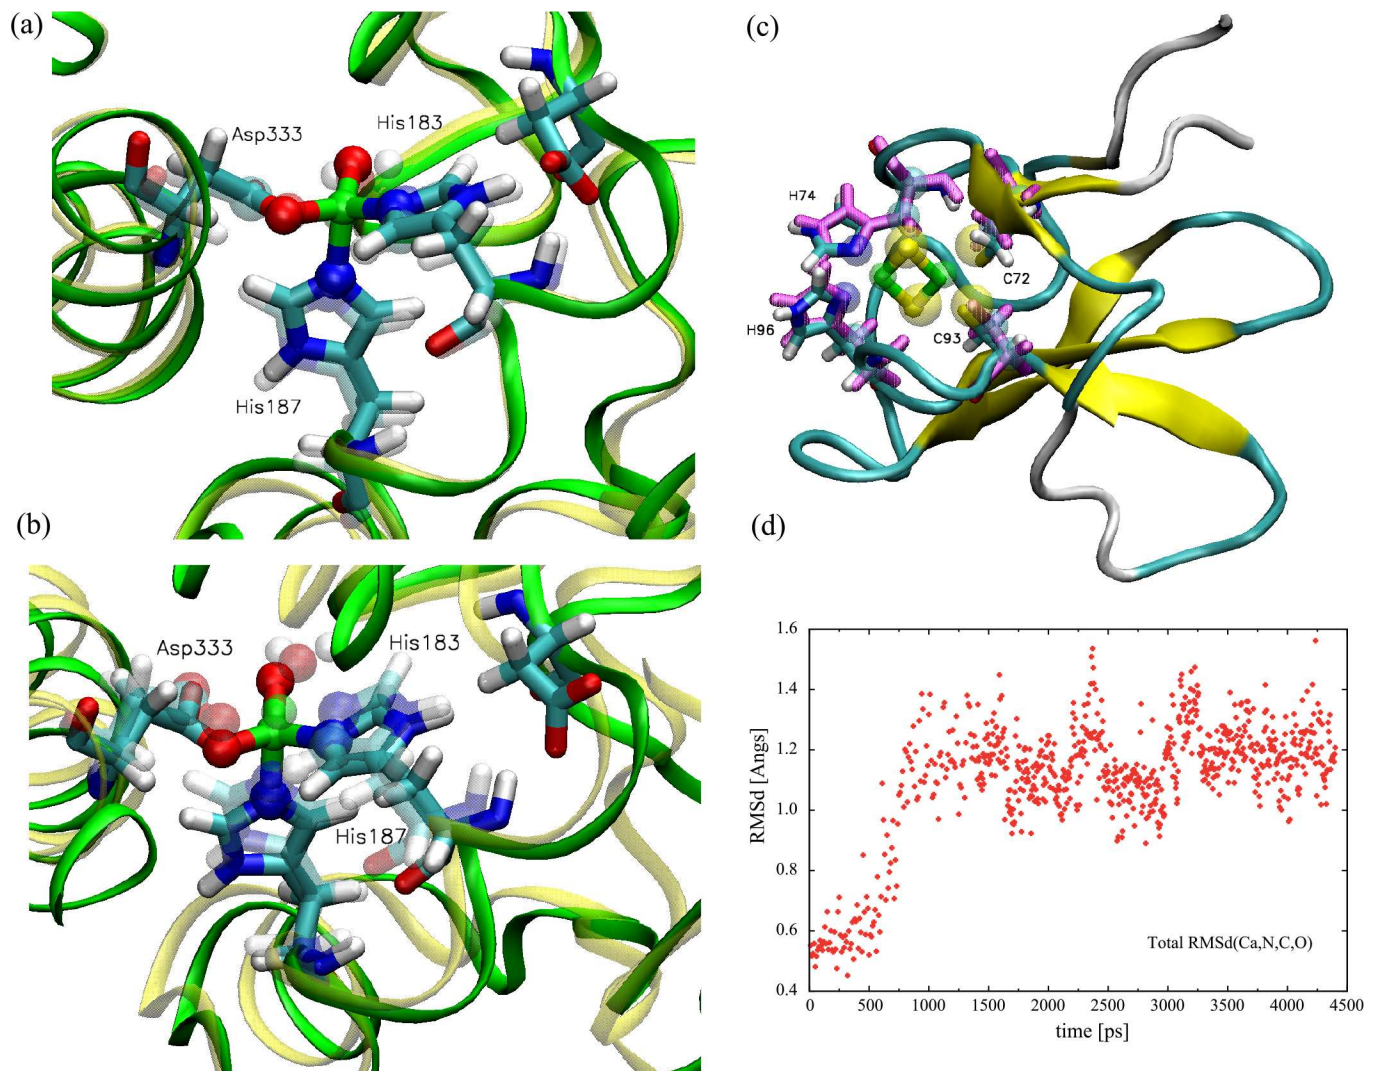 (a)
Asp333
His183
His187
(b)
Asp333
His183
His187
(c)
H74
C72
H96
C93
(d)
1.6
1.4
1.2
1.0
0.8
0.6
0.4
RMSd [Angs]
Total RMSd(Ca,N,C,O)
0 500 1000 1500 2000 2500 3000 3500 4000 4500
time [ps]